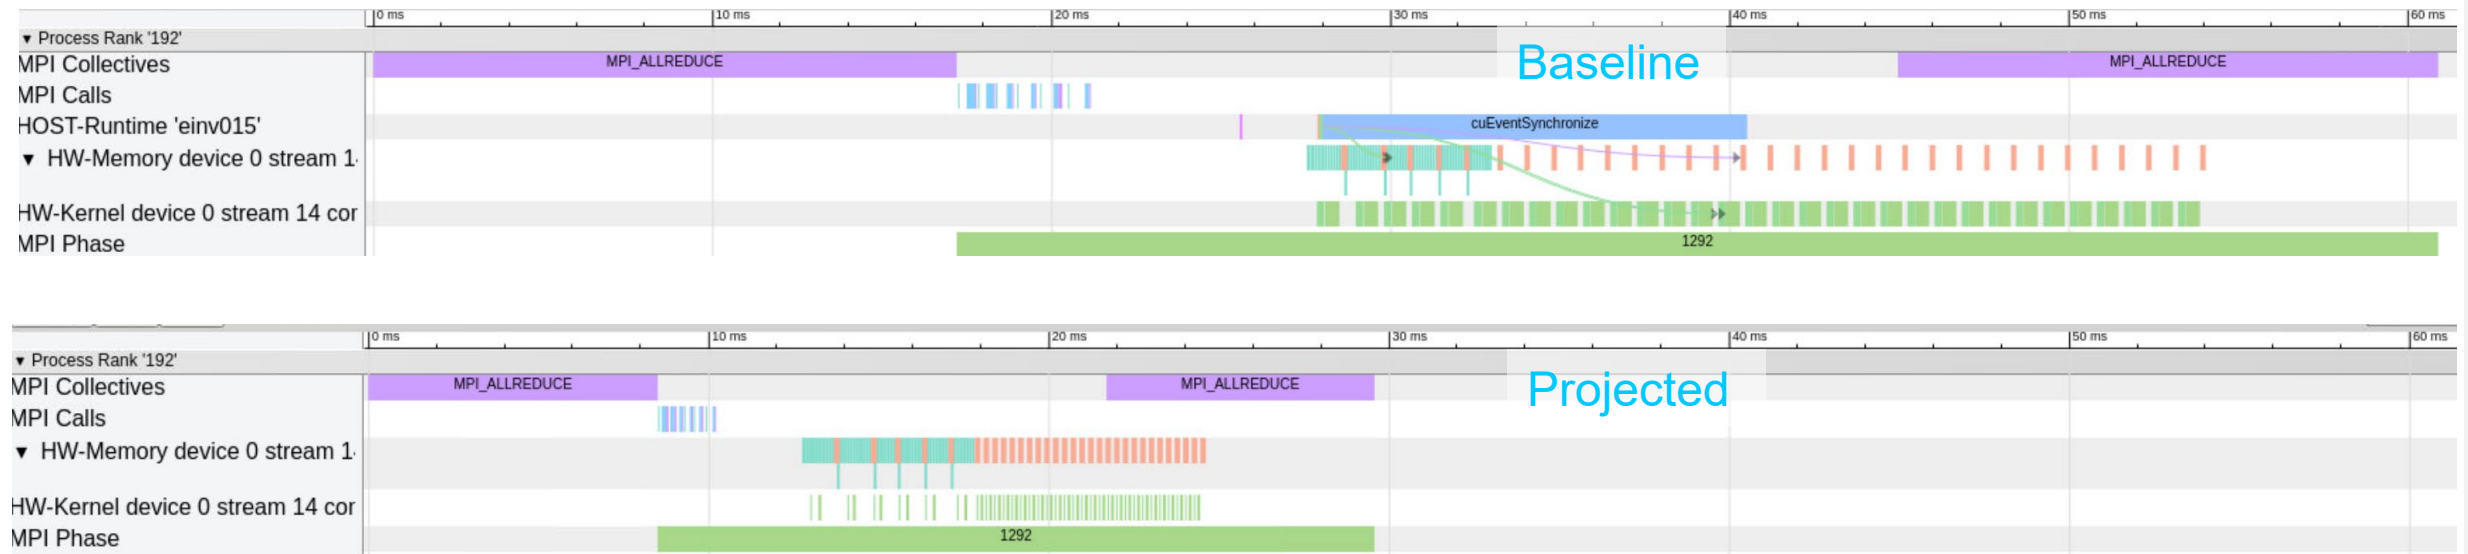 0 ms 10 ms 20 ms 30 ms 40 ms 50 ms 60 ms
▼ Process Rank '192'
MPI Collectives MPI_ALLREDUCE Baseline MPI_ALLREDUCE
MPI Calls
HOST-Runtime 'einv015' cuEventSynchronize
▼ HW-Memory device 0 stream 1
HW-Kernel device 0 stream 14 cor
MPI Phase 1292
0 ms 10 ms 20 ms 30 ms 40 ms 50 ms 60 ms
▼ Process Rank '192'
MPI Collectives MPI_ALLREDUCE MPI_ALLREDUCE Projected
MPI Calls
▼ HW-Memory device 0 stream 1
HW-Kernel device 0 stream 14 cor
MPI Phase 1292